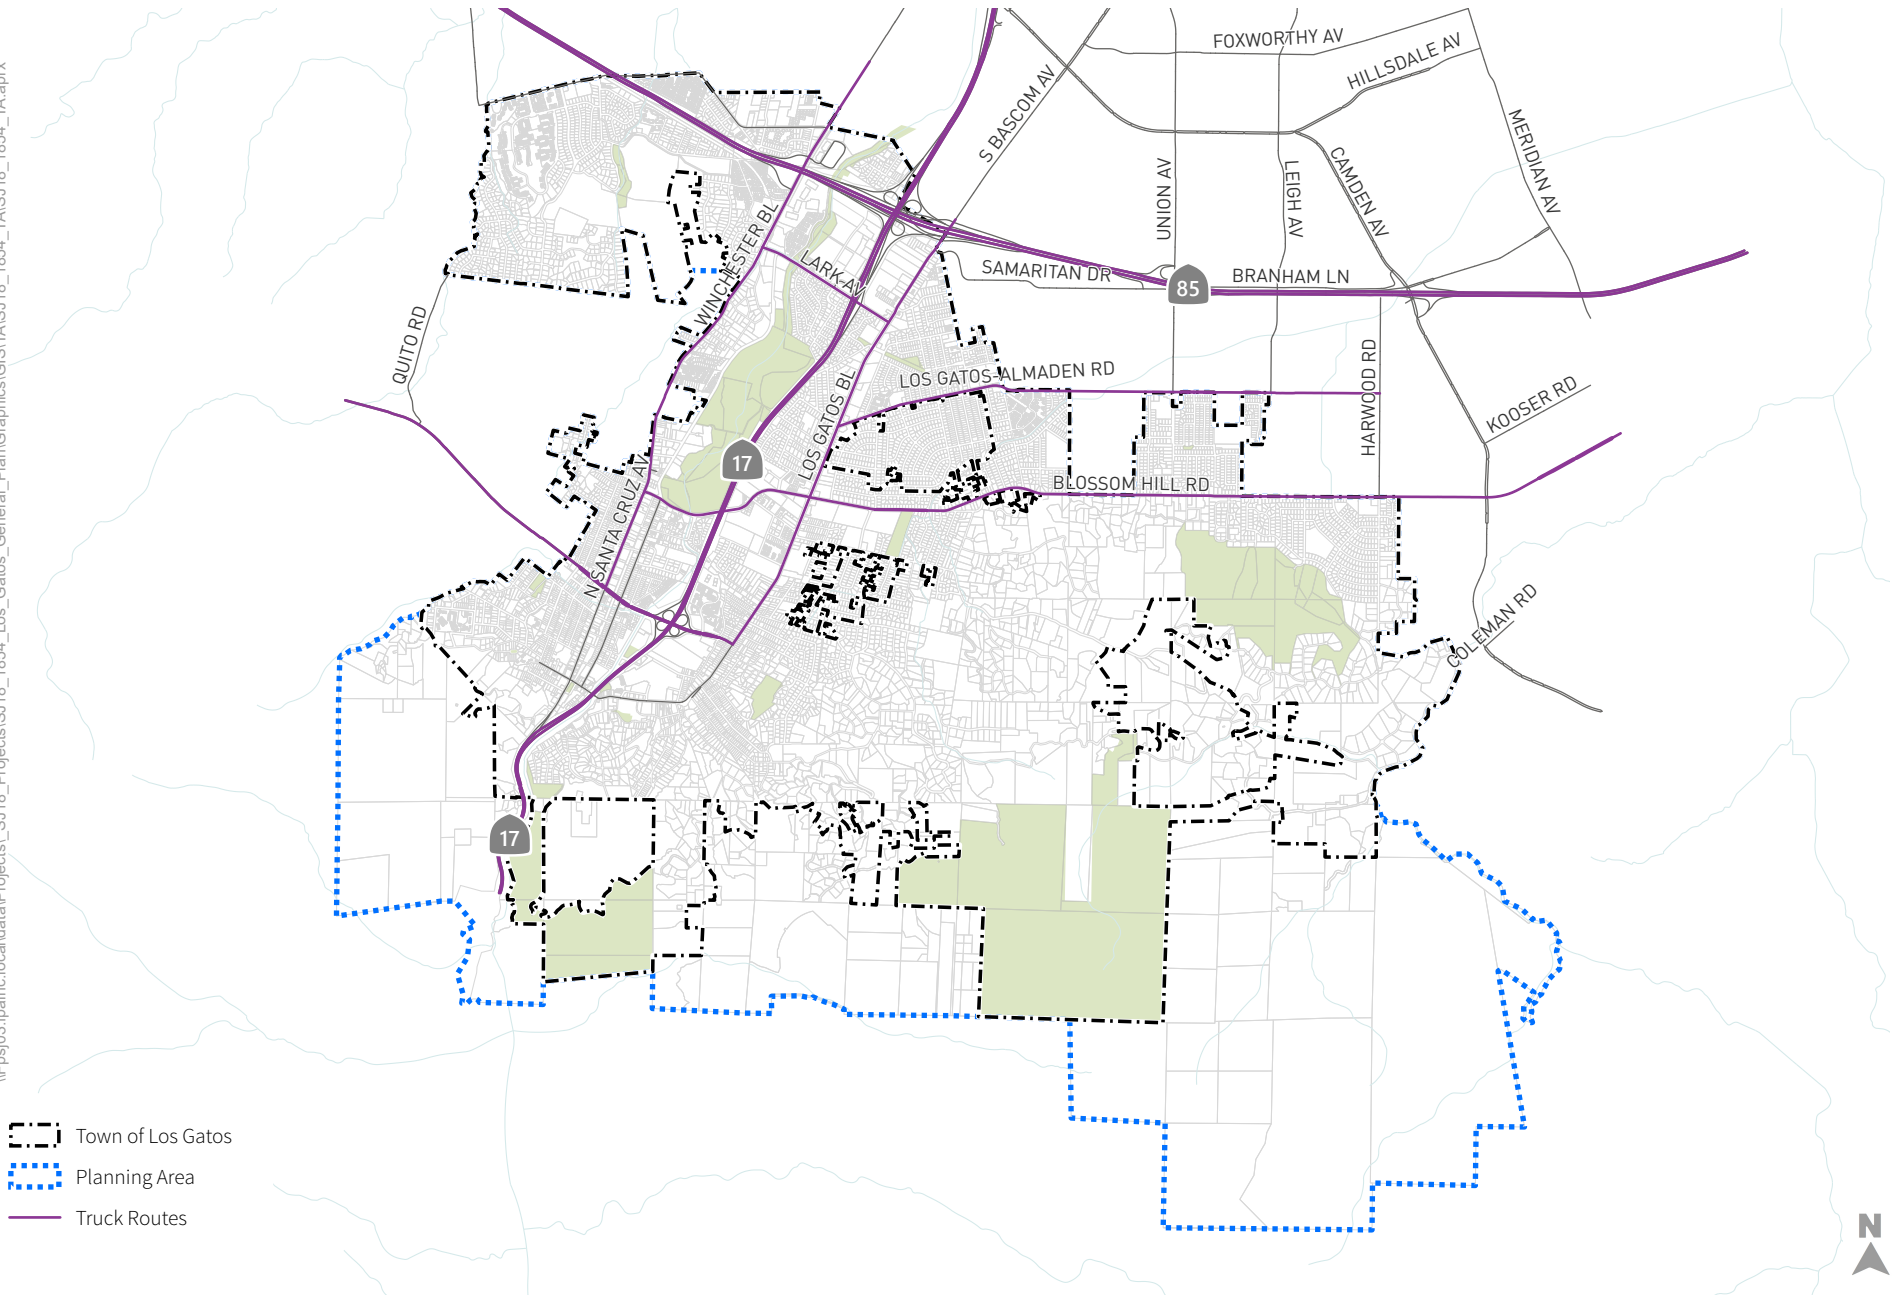 FOXWORTHY AV
HILLSDALE AV
S BASCOM AV
MERIDIAN AV
UNION AV
LEIGH AV
CAMDEN AV
WINCHESTER BL
LARK AV
SAMARITAN DR
85
BRANHAM LN
QUITO RD
LOS GATOS-ALMADEN RD
HARWOOD RD
KOOSER RD
LOS GATOS BL
17
N SANTA CRUZ AV
BLOSSOM HILL RD
COLEMAN RD
17
Town of Los Gatos
Planning Area
Truck Routes
N